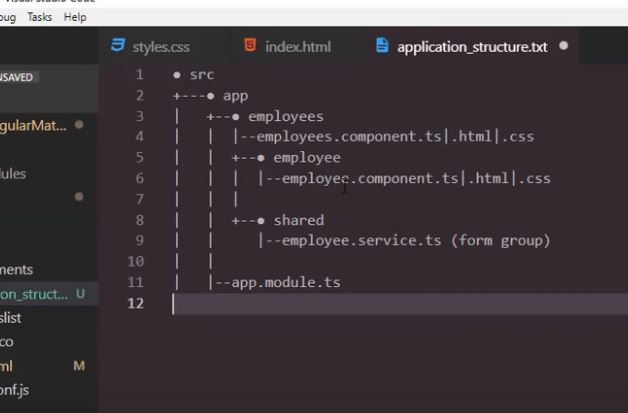 Visual Studio Code
bug Tasks Help
styles.css index.html application_structure.txt
NSAVED
gularMat...
dules
ments
on_struct... U
slist
co
ml M
onf.js
1 ● src
2 +---● app
3 | +--● employees
4 | | |--employees.component.ts|.html|.css
5 | | +--● employee
6 | | | |--employee.component.ts|.html|.css
7 | | |
8 | | +--● shared
9 | | |--employee.service.ts (form group)
10 | |
11 | |--app.module.ts
12